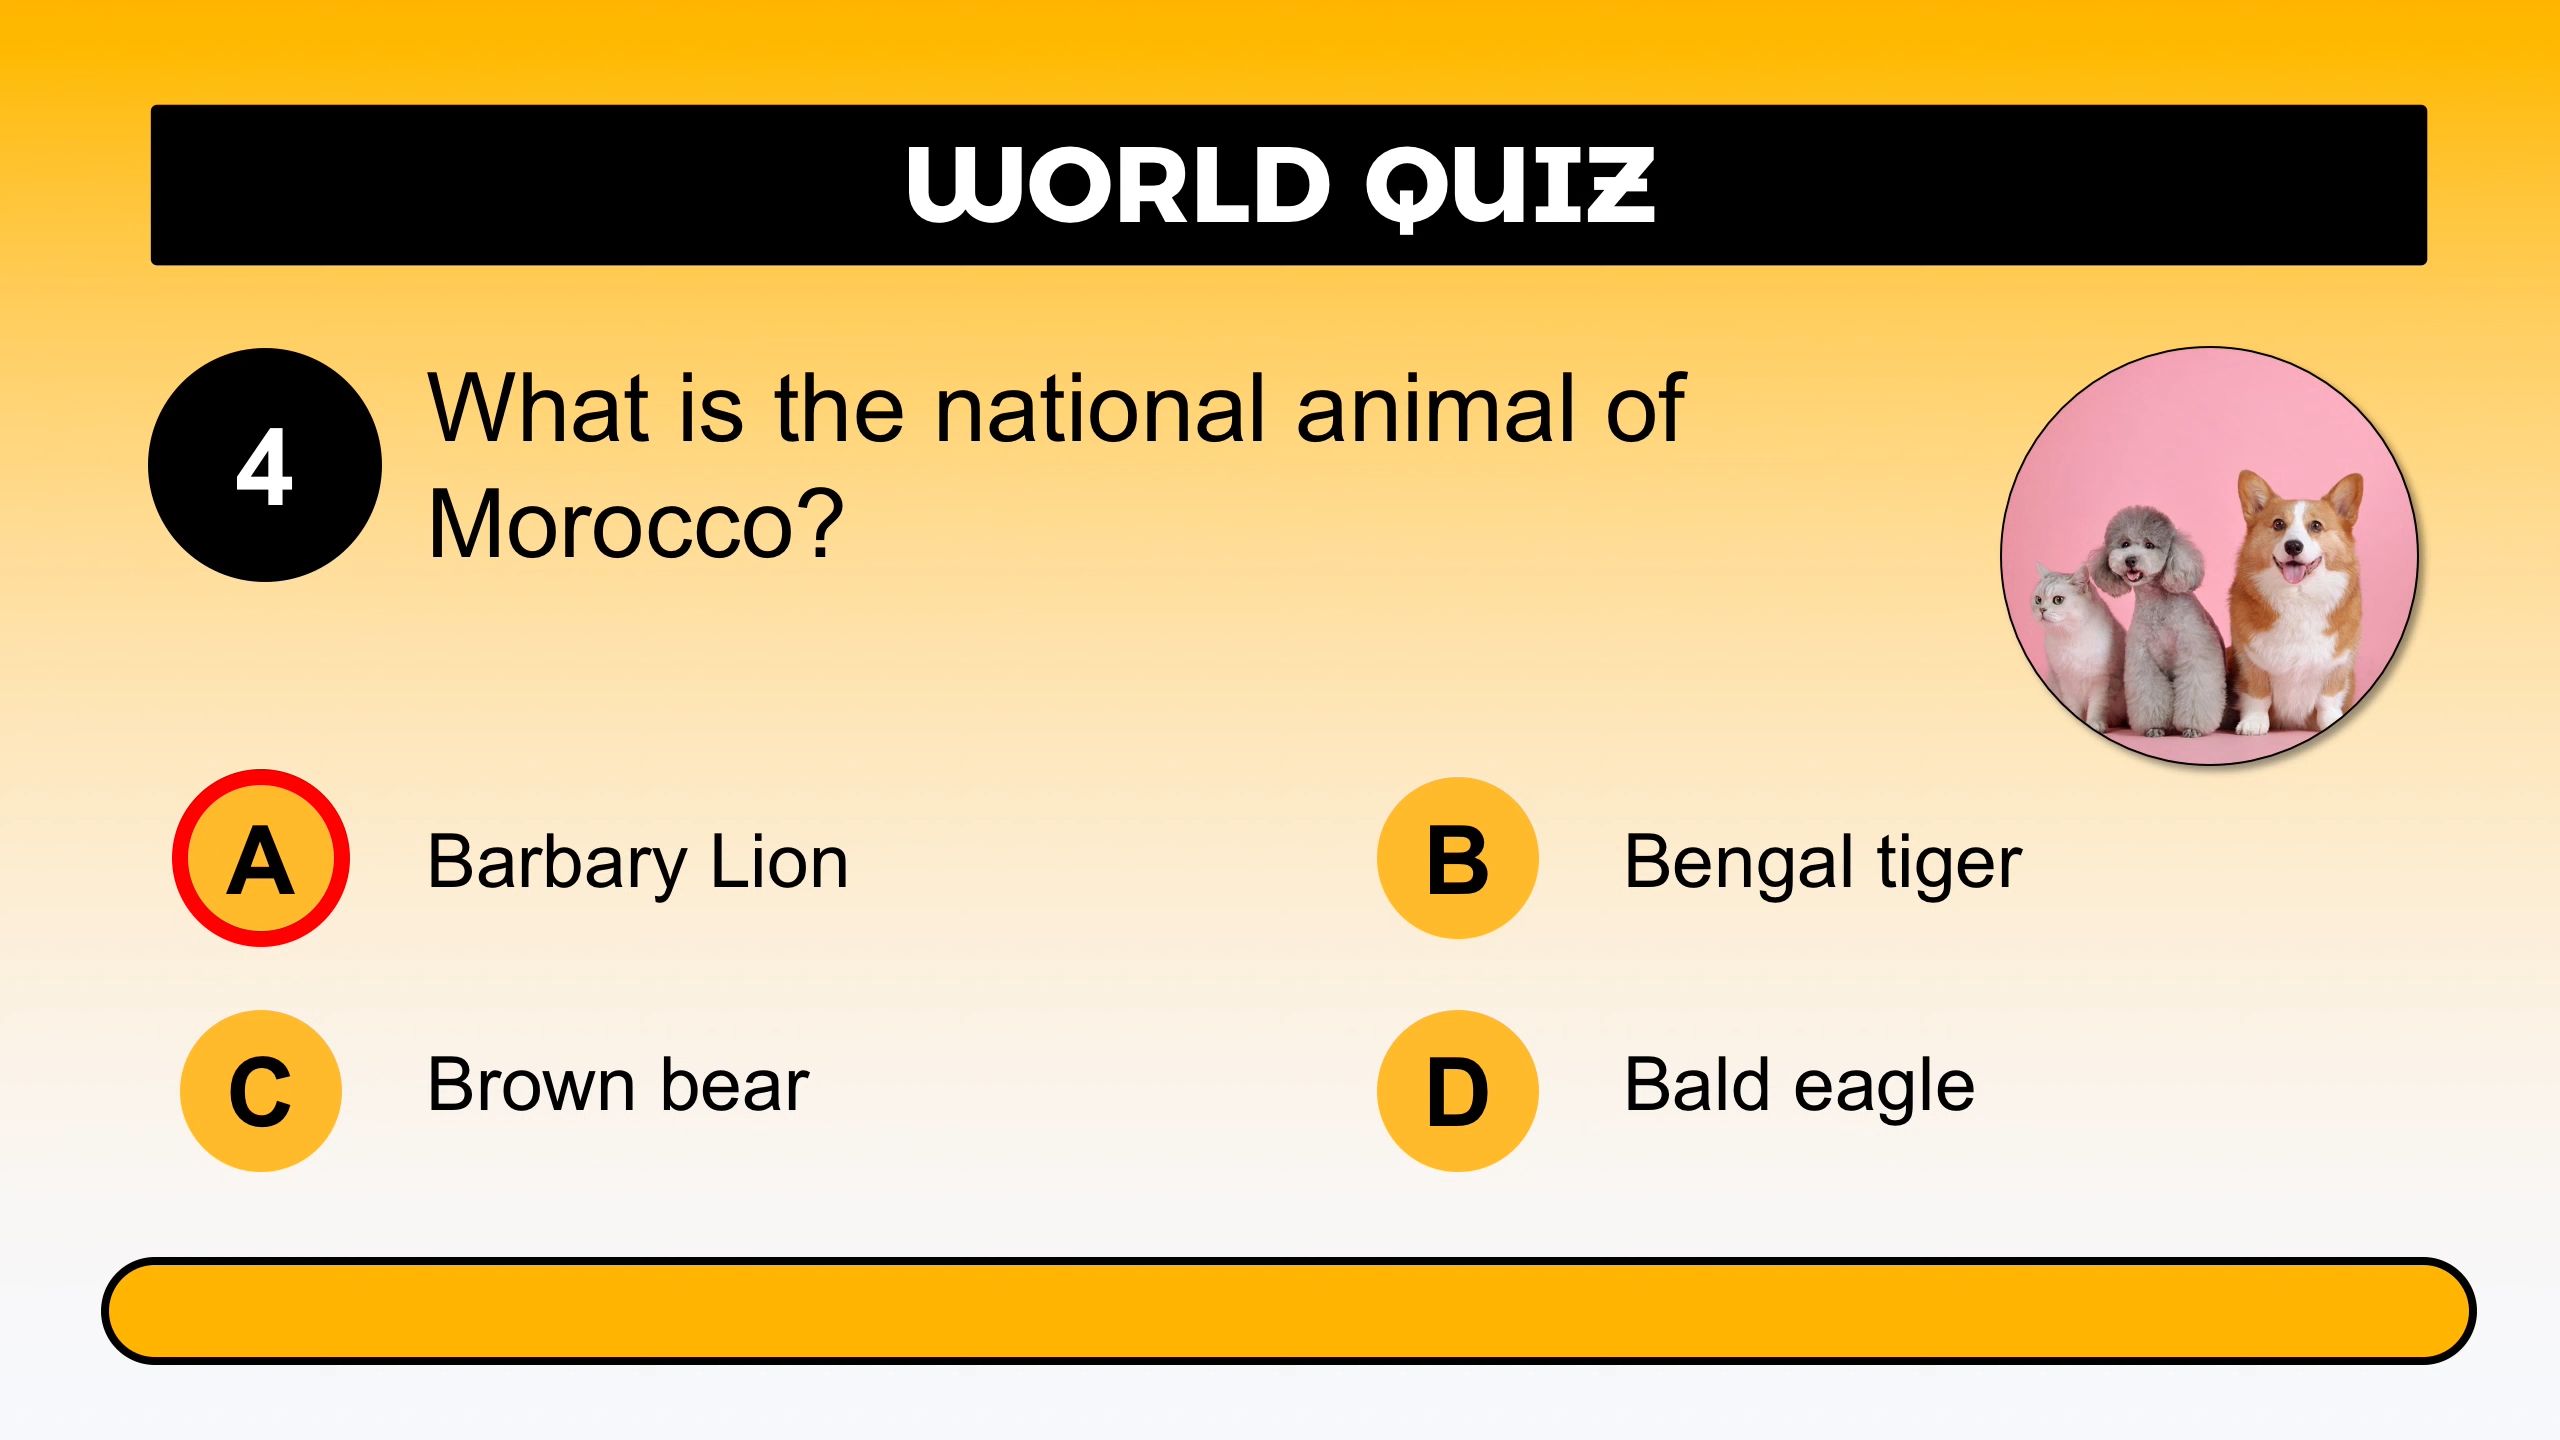 WORLD QUIZ
4
What is the national animal of
Morocco?
A Barbary Lion
B Bengal tiger
C Brown bear
D Bald eagle